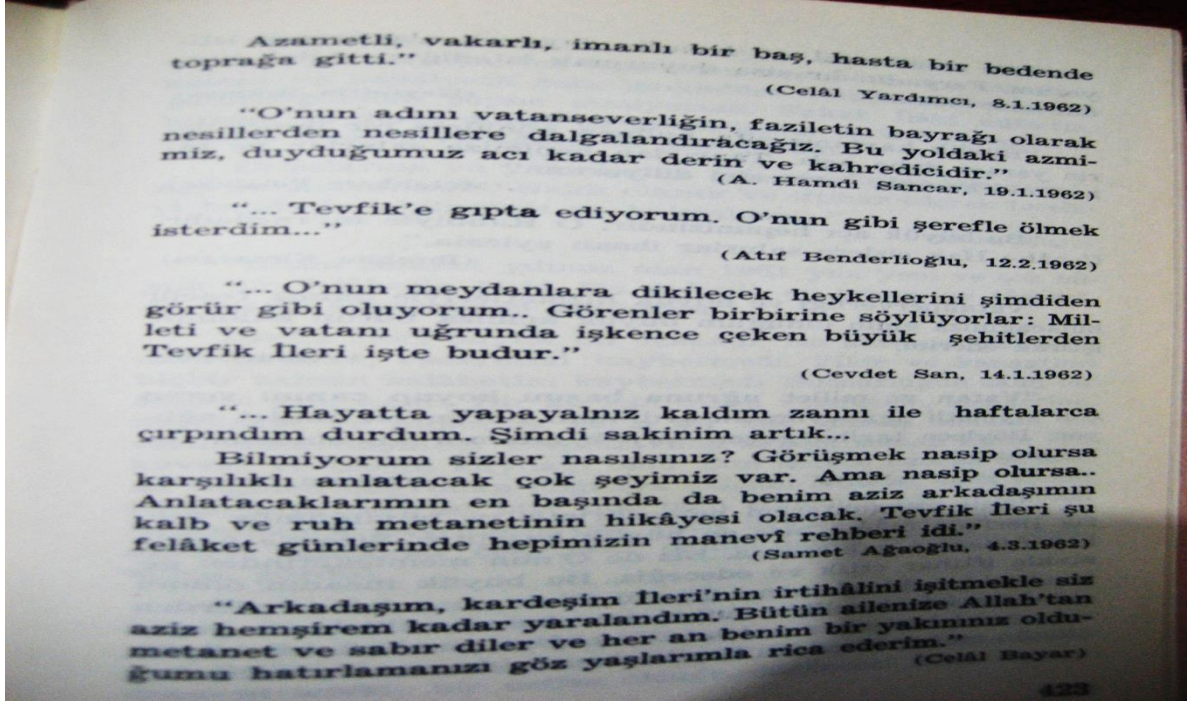 Azametli, vakarlı, imanlı bir baş, hasta bir bedende
toprağa gitti.”
(Celâl Yardımcı, 8.1.1962)
“O’nun adını vatanseverliğin, faziletin bayrağı olarak
nesillerden nesillere dalgalandıracağız. Bu yoldaki azmi-
miz, duyduğumuz acı kadar derin ve kahredicidir.”
(A. Hamdi Sancar, 19.1.1962)
“... Tevfik’e gıpta ediyorum. O’nun gibi şerefle ölmek
isterdim...”
(Atıf Benderlioğlu, 12.2.1962)
“... O’nun meydanlara dikilecek heykellerini şimdiden
görür gibi oluyorum.. Görenler birbirine söylüyorlar: Mil-
leti ve vatanı uğrunda işkence çeken büyük şehitlerden
Tevfik İleri işte budur.”
(Cevdet San, 14.1.1962)
“... Hayatta yapayalnız kaldım zannı ile haftalarca
çırpındım durdum. Şimdi sakinim artık...
Bilmiyorum sizler nasılsınız? Görüşmek nasip olursa
karşılıklı anlatacak çok şeyimiz var. Ama nasip olursa..
Anlatacaklarımın en başında da benim aziz arkadaşımın
kalb ve ruh metanetinin hikâyesi olacak. Tevfik İleri şu
felâket günlerinde hepimizin manevî rehberi idi.”
(Samet Ağaoğlu, 4.3.1962)
“Arkadaşım, kardeşim İleri’nin irtihâlini işitmekle siz
aziz hemşirem kadar yaralandım. Bütün ailenize Allah’tan
metanet ve sabır diler ve her an benim bir yakınınız oldu-
ğumu hatırlamanızı göz yaşlarımla rica ederim.”
(Celâl Bayar)
423